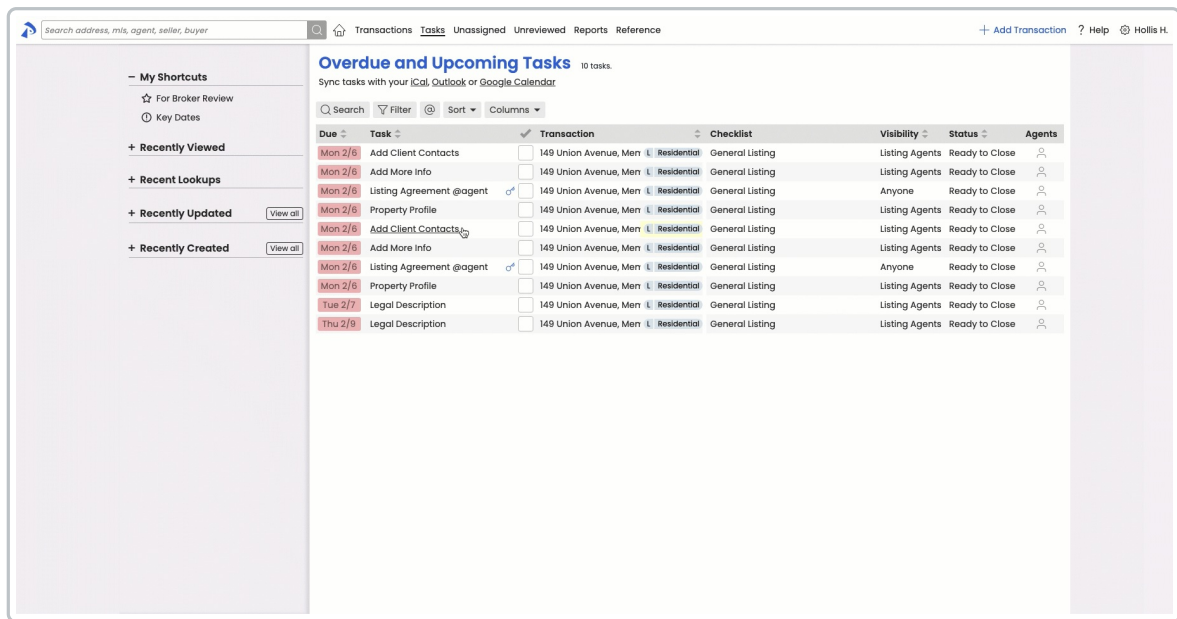 Search address, mls, agent, seller, buyer
Transactions Tasks Unassigned Unreviewed Reports Reference
Add Transaction ? Help Hollis H.
My Shortcuts
For Broker Review
Key Dates
+ Recently Viewed
+ Recent Lookups
+ Recently Updated View all
+ Recently Created View all
Overdue and Upcoming Tasks 10 tasks.
Sync tasks with your iCal, Outlook or Google Calendar
Search Filter @ Sort Columns
Due Task Transaction Checklist Visibility Status Agents
Mon 2/6 Add Client Contacts 149 Union Avenue, Mem L Residential General Listing Listing Agents Ready to Close
Mon 2/6 Add More Info 149 Union Avenue, Mem L Residential General Listing Listing Agents Ready to Close
Mon 2/6 Listing Agreement @agent 149 Union Avenue, Mem L Residential General Listing Anyone Ready to Close
Mon 2/6 Property Profile 149 Union Avenue, Mem L Residential General Listing Listing Agents Ready to Close
Mon 2/6 Add Client Contacts 149 Union Avenue, Mem L Residential General Listing Listing Agents Ready to Close
Mon 2/6 Add More Info 149 Union Avenue, Mem L Residential General Listing Listing Agents Ready to Close
Mon 2/6 Listing Agreement @agent 149 Union Avenue, Mem L Residential General Listing Anyone Ready to Close
Mon 2/6 Property Profile 149 Union Avenue, Mem L Residential General Listing Listing Agents Ready to Close
Tue 2/7 Legal Description 149 Union Avenue, Mem L Residential General Listing Listing Agents Ready to Close
Thu 2/9 Legal Description 149 Union Avenue, Mem L Residential General Listing Listing Agents Ready to Close